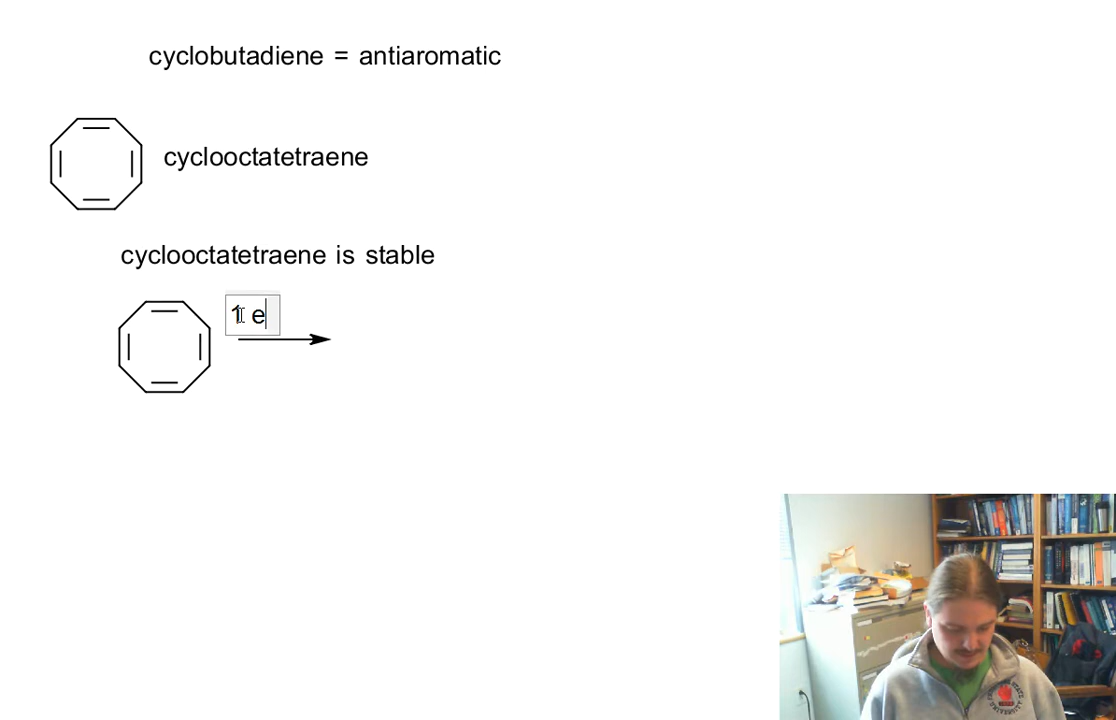 cyclobutadiene = antiaromatic
cyclooctatetraene
cyclooctatetraene is stable
1 e